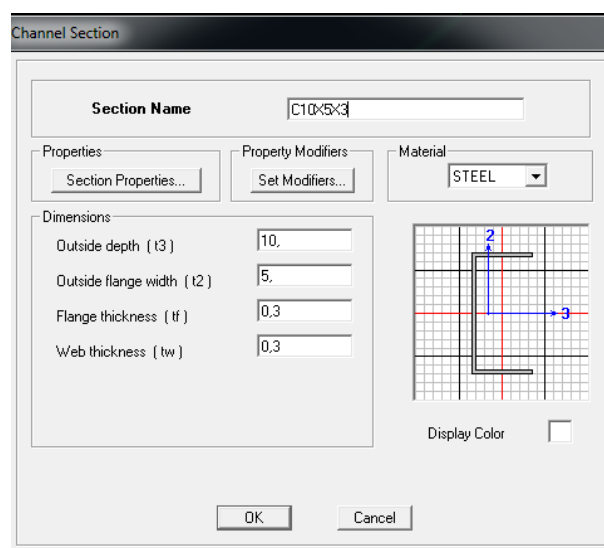 Channel Section
Section Name
C10X5X3
Properties
Section Properties...
Property Modifiers
Set Modifiers...
Material
STEEL
Dimensions
Outside depth ( t3 )
10,
Outside flange width ( t2 )
5,
Flange thickness ( tf )
0,3
Web thickness ( tw )
0,3
2
3
Display Color
OK
Cancel